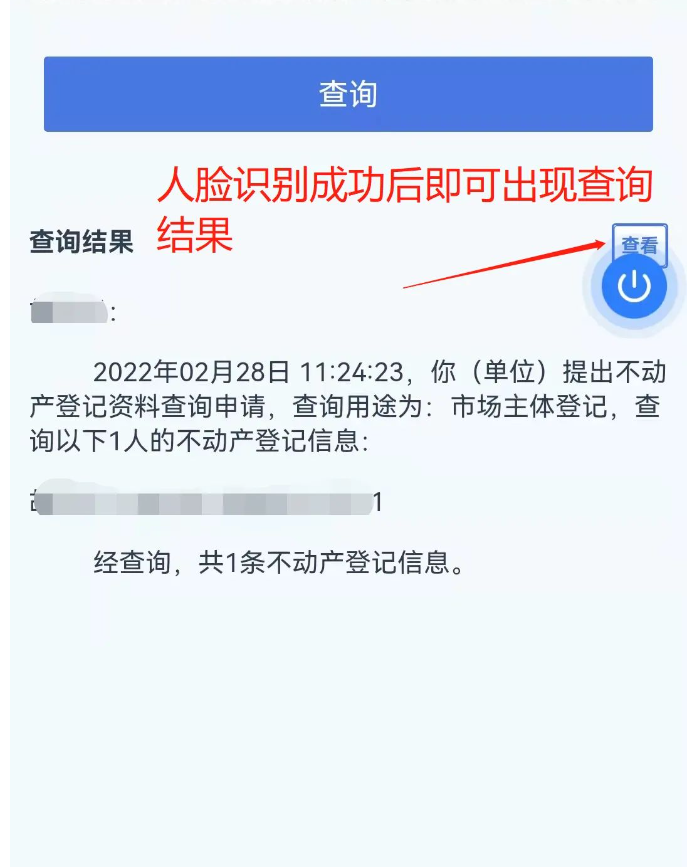 查询
人脸识别成功后即可出现查询
结果
查询结果
查看
:
2022年02月28日 11:24:23，你（单位）提出不动
产登记资料查询申请，查询用途为：市场主体登记，查
询以下1人的不动产登记信息：
1
经查询，共1条不动产登记信息。